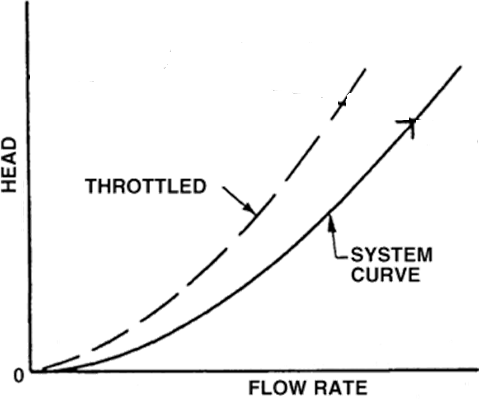 HEAD
THROTTLED
SYSTEM
CURVE
0
FLOW RATE